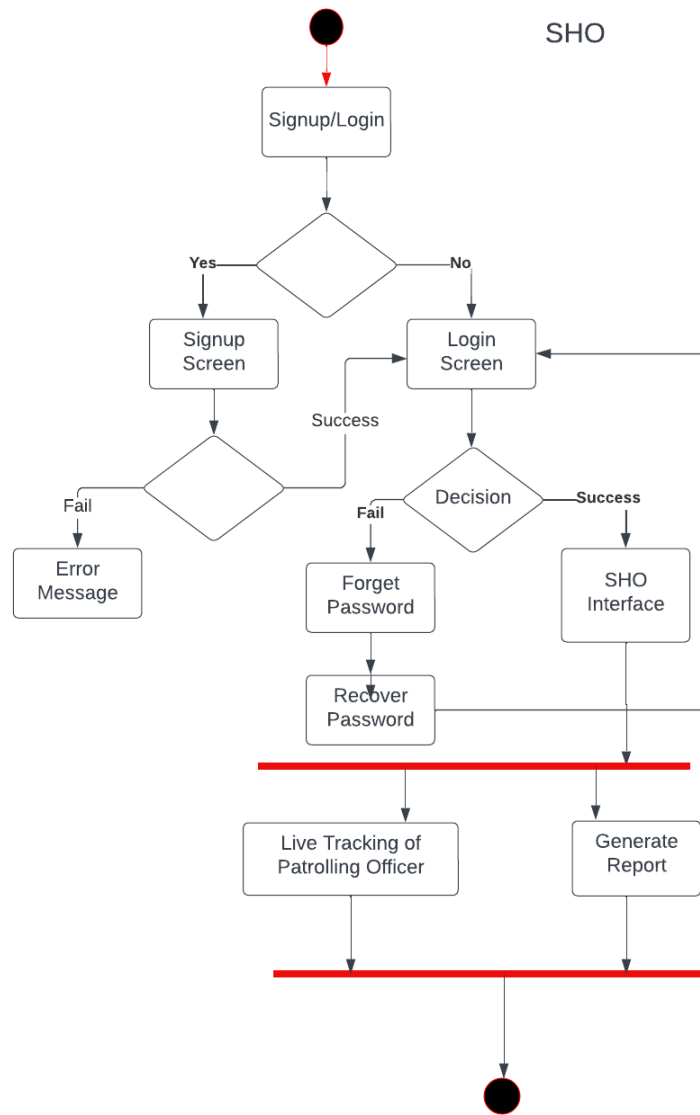 SHO
Signup/Login
Yes
No
Signup
Screen
Login
Screen
Success
Decision
Fail
Fail
Success
Error
Message
Forget
Password
SHO
Interface
Recover
Password
Live Tracking of
Patrolling Officer
Generate
Report